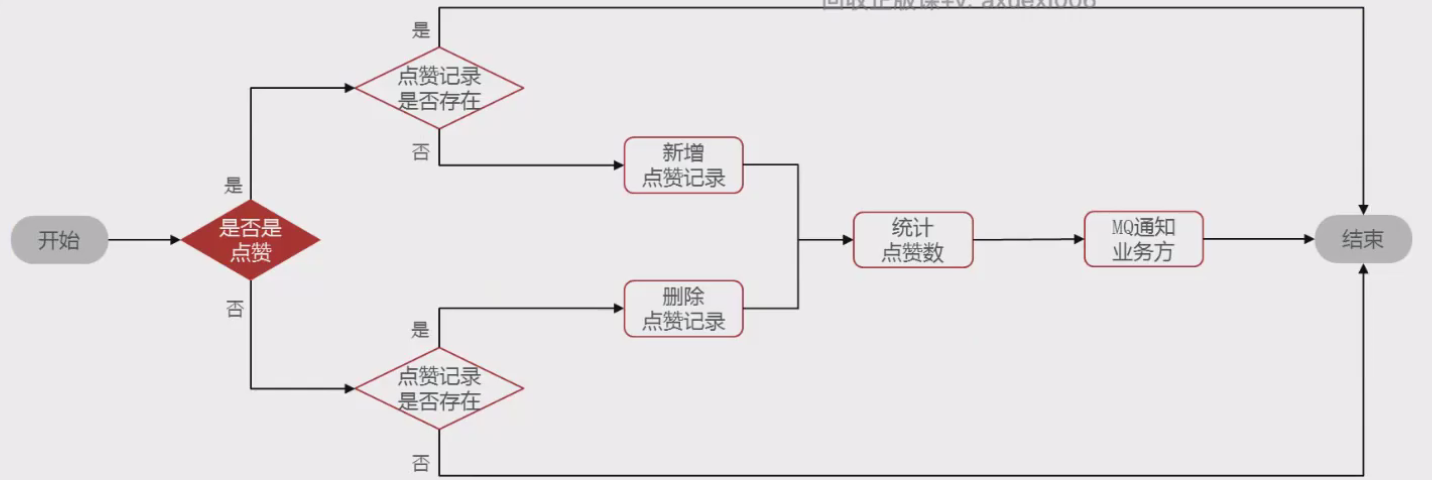 是
点赞记录
是否存在
否
新增
点赞记录
是
是否是
点赞
开始
统计
点赞数
MQ通知
业务方
结束
否
删除
点赞记录
是
点赞记录
是否存在
否